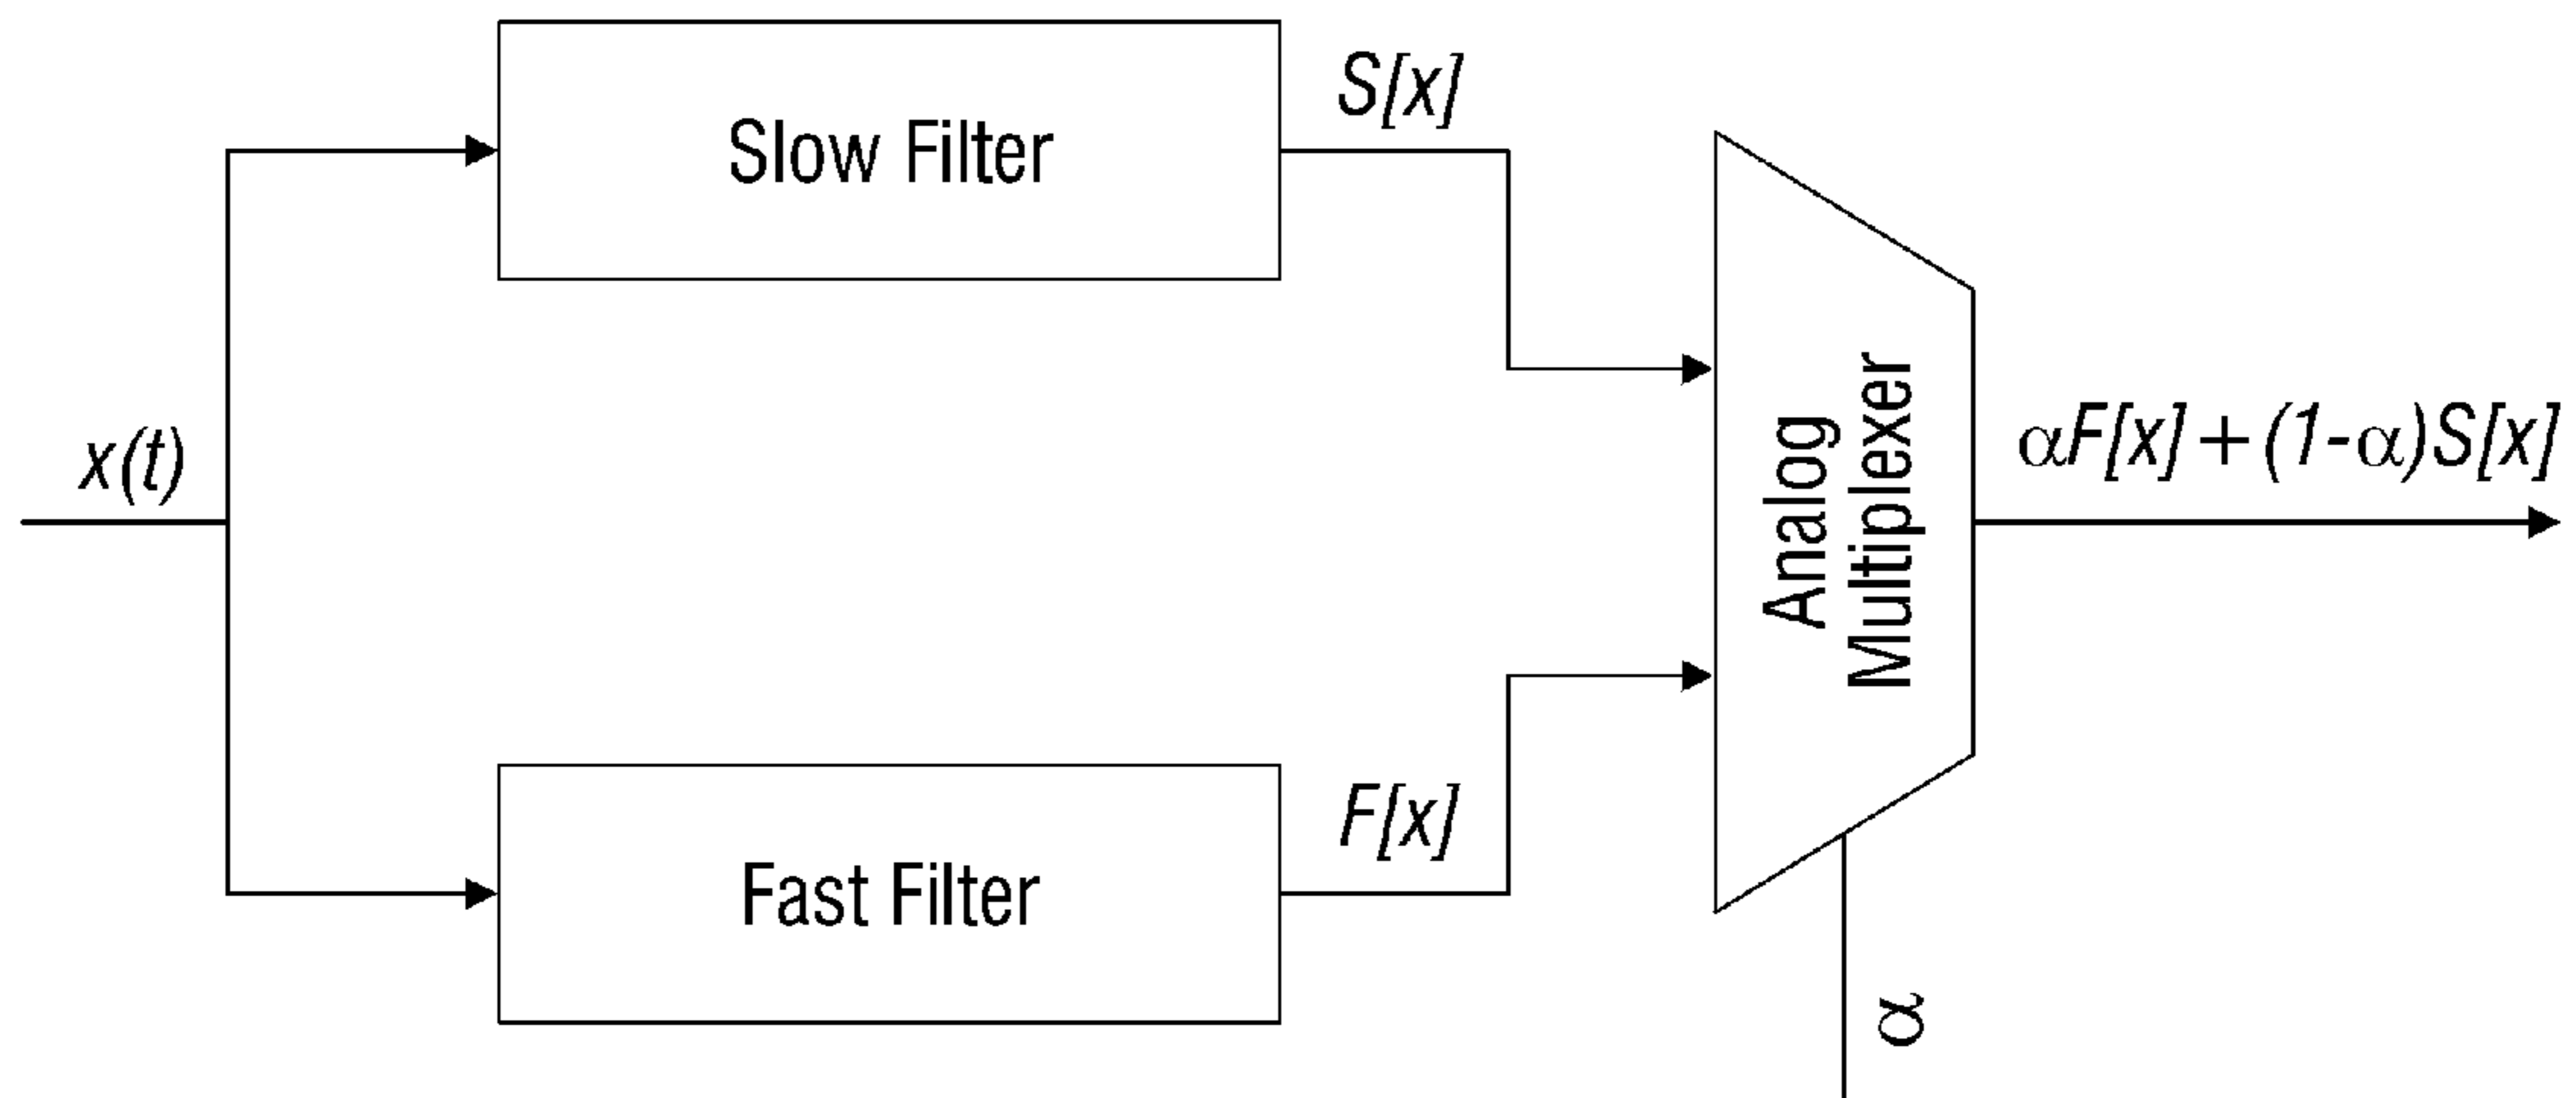 S[x]
Slow Filter
x(t)
Analog
Multiplexer
αF[x] + (1-α)S[x]
F[x]
Fast Filter
α